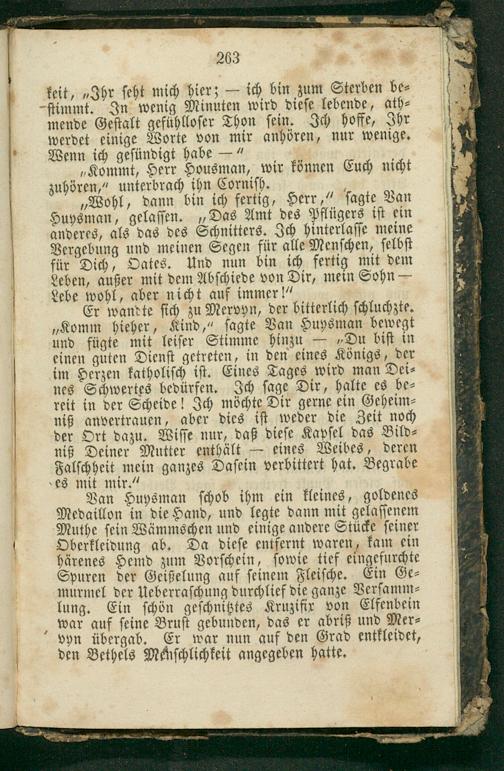 263
keit, „Ihr seht mich hier; — ich bin zum Sterben be⸗
stimmt. In wenig Minuten wird diese lebende, ath⸗
mende Gestalt gefühlloser Thon sein. Ich hoffe, Ihr
werdet einige Worte von mir anhören, nur wenige.
Wenn ich gesündigt habe —“
„Kommt, Herr Housman, wir können Euch nicht
zuhören,“ unterbrach ihn Cornish.
„Wohl, dann bin ich fertig, Herr,“ sagte Van
Huysman, gelassen. „Das Amt des Pflügers ist ein
anderes, als das des Schnitters. Ich hinterlasse meine
Vergebung und meinen Segen für alle Menschen, selbst
für Dich, Oates. Und nun bin ich fertig mit dem
Leben, außer mit dem Abschiede von Dir, mein Sohn —
Lebe wohl, aber nicht auf immer!“
Er wandte sich zu Mervyn, der bitterlich schluchzte.
„Komm hieher, Kind,“ sagte Van Huysman bewegt
und fügte mit leiser Stimme hinzu — „Du bist in
einen guten Dienst getreten, in den eines Königs, der
im Herzen katholisch ist. Eines Tages wird man Dei⸗
nes Schwertes bedürfen. Ich sage Dir, halte es be⸗
reit in der Scheide! Ich möchte Dir gerne ein Geheim⸗
niß anvertrauen, aber dies ist weder die Zeit noch
der Ort dazu. Wisse nur, daß diese Kapsel das Bild⸗
niß Deiner Mutter enthält — eines Weibes, deren
Falschheit mein ganzes Dasein verbittert hat. Begrabe
es mit mir.“
Van Huysman schob ihm ein kleines, goldenes
Medaillon in die Hand, und legte dann mit gelassenem
Muthe sein Wämmschen und einige andere Stücke seiner
Oberkleidung ab. Da diese entfernt waren, kam ein
härenes Hemd zum Vorschein, sowie tief eingefurchte
Spuren der Geißelung auf seinem Fleische. Ein Ge⸗
murmel der Ueberraschung durchlief die ganze Versamm⸗
lung. Ein schön geschnitztes Kruzifix von Elfenbein
war auf seine Brust gebunden, das er abriß und Mer⸗
vyn übergab. Er war nun auf den Grad entkleidet,
den Bethels Menschlichkeit angegeben hatte.